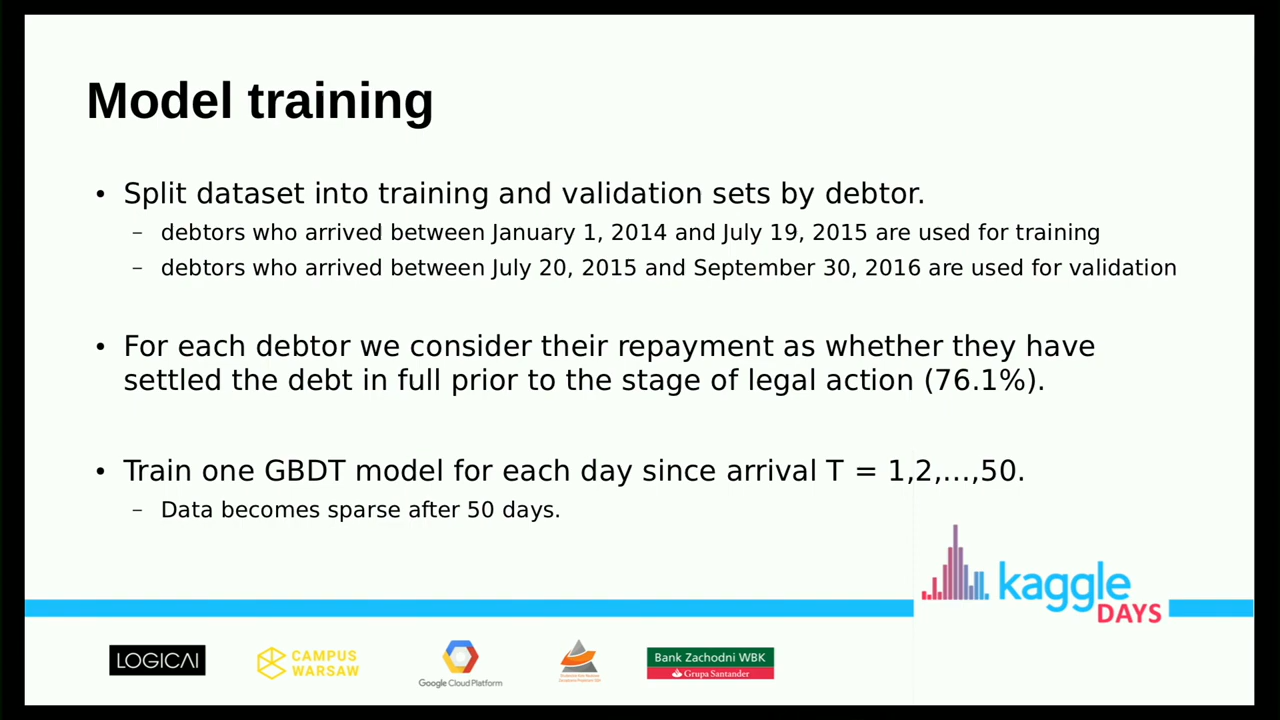 Model training
• Split dataset into training and validation sets by debtor.
– debtors who arrived between January 1, 2014 and July 19, 2015 are used for training
– debtors who arrived between July 20, 2015 and September 30, 2016 are used for validation
• For each debtor we consider their repayment as whether they have
settled the debt in full prior to the stage of legal action (76.1%).
• Train one GBDT model for each day since arrival T = 1,2,...,50.
– Data becomes sparse after 50 days.
kaggle
DAYS
LOGICAI
CAMPUS
WARSAW
Google Cloud Platform
Bank Zachodni WBK
Grupa Santander